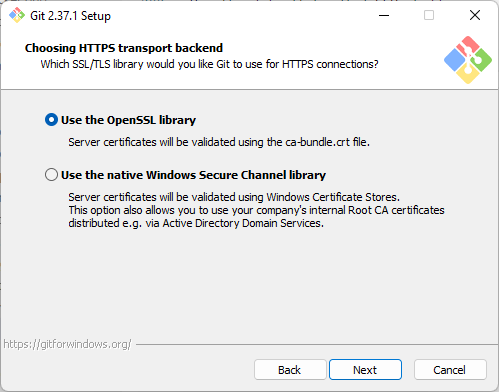 Git 2.37.1 Setup
Choosing HTTPS transport backend
Which SSL/TLS library would you like Git to use for HTTPS connections?
Use the OpenSSL library
Server certificates will be validated using the ca-bundle.crt file.
Use the native Windows Secure Channel library
Server certificates will be validated using Windows Certificate Stores.
This option also allows you to use your company's internal Root CA certificates
distributed e.g. via Active Directory Domain Services.
https://gitforwindows.org/
Back
Next
Cancel